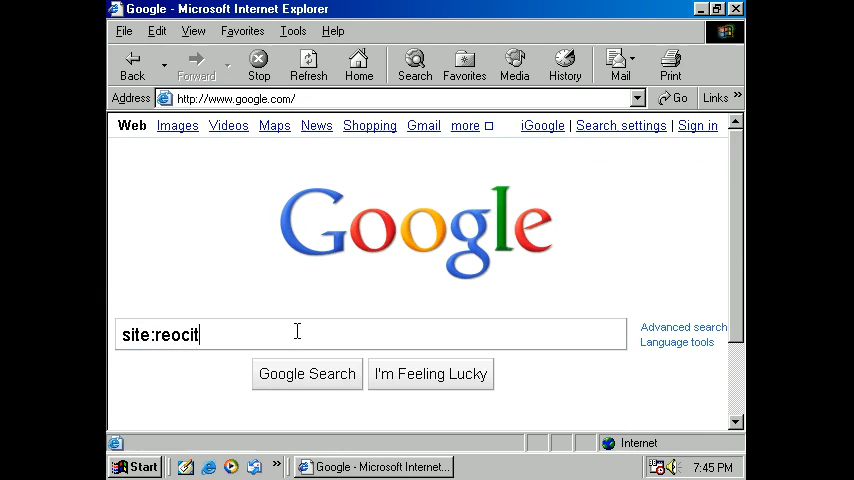 Google - Microsoft Internet Explorer
File Edit View Favorites Tools Help
Back Forward Stop Refresh Home Search Favorites Media History Mail Print
Address http://www.google.com/ Go Links »
Web Images Videos Maps News Shopping Gmail more iGoogle | Search settings | Sign in
Google
site:reocit
Advanced search
Language tools
Google Search I'm Feeling Lucky
Internet
Start » Google - Microsoft Internet... 7:45 PM